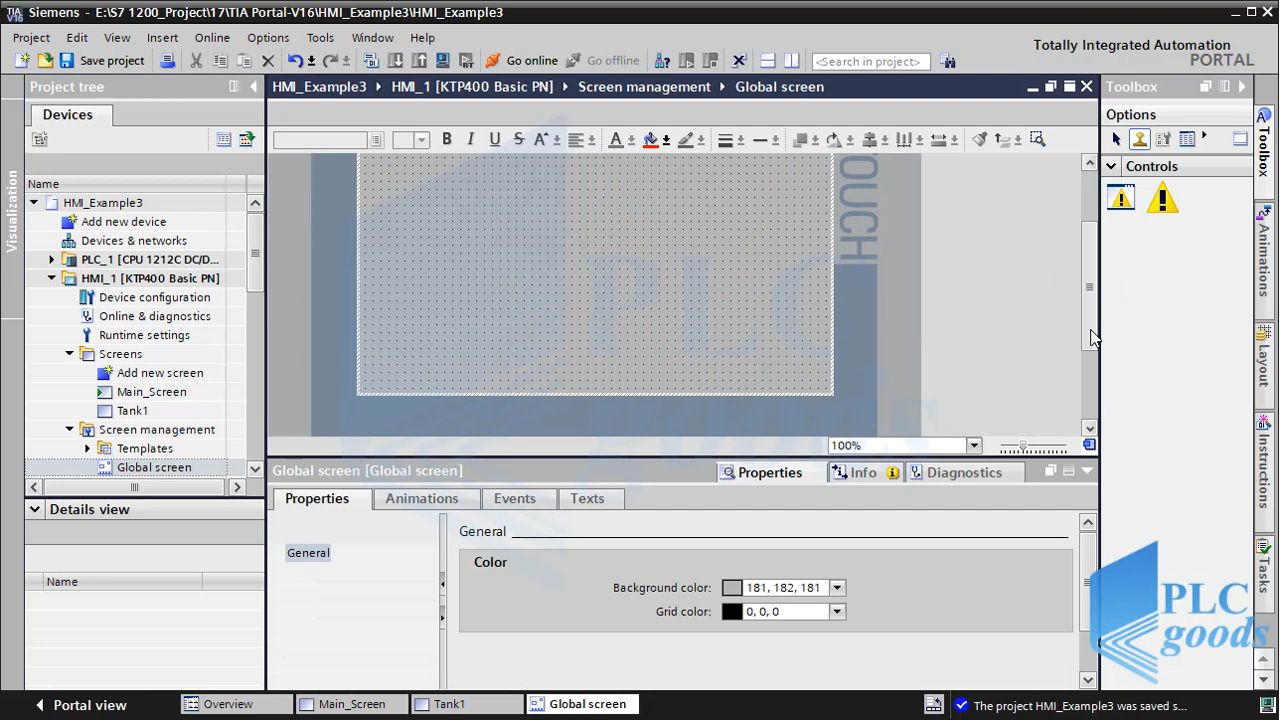 Siemens - E:\S7 1200_Project\17\TIA Portal-V16\HMI_Example3\HMI_Example3
Project Edit View Insert Online Options Tools Window Help
Totally Integrated Automation
PORTAL
Save project
Go online
Go offline
<Search in project>
Project tree
HMI_Example3 HMI_1 [KTP400 Basic PN] Screen management Global screen
Toolbox
Devices
Options
Visualization
Controls
Name
HMI_Example3
Add new device
Devices & networks
PLC_1 [CPU 1212C DC/D...
HMI_1 [KTP400 Basic PN]
Device configuration
Online & diagnostics
Runtime settings
Screens
Add new screen
Main_Screen
Tank1
Screen management
Templates
Global screen
OUCH
PLC
goods
100%
Toolbox
Animations
Layout
Instructions
Tasks
Details view
Name
Global screen [Global screen]
Properties Info Diagnostics
Properties Animations Events Texts
General
General
Color
Background color: 181, 182, 181
Grid color: 0, 0, 0
PLC
goods
Portal view Overview Main_Screen Tank1 Global screen
The project HMI_Example3 was saved s...